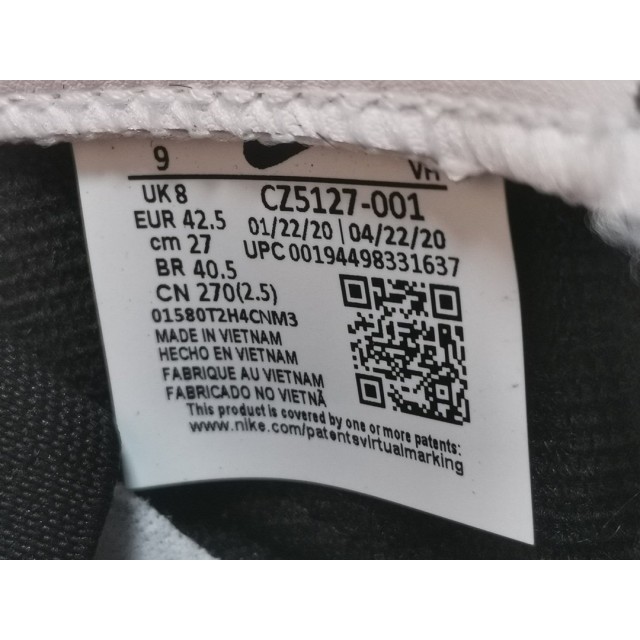 9 VH
UK 8 CZ5127-001
EUR 42.5 01/22/20 | 04/22/20
cm 27 UPC 00194498331637
BR 40.5
CN 270(2.5)
01580T2H4CNM3
MADE IN VIETNAM
HECHO EN VIETNAM
FABRIQUE AU VIETNAM
FABRICADO NO VIETNÃ
This product is covered by one or more patents:
www.nike.com/patentsvirtualmarking